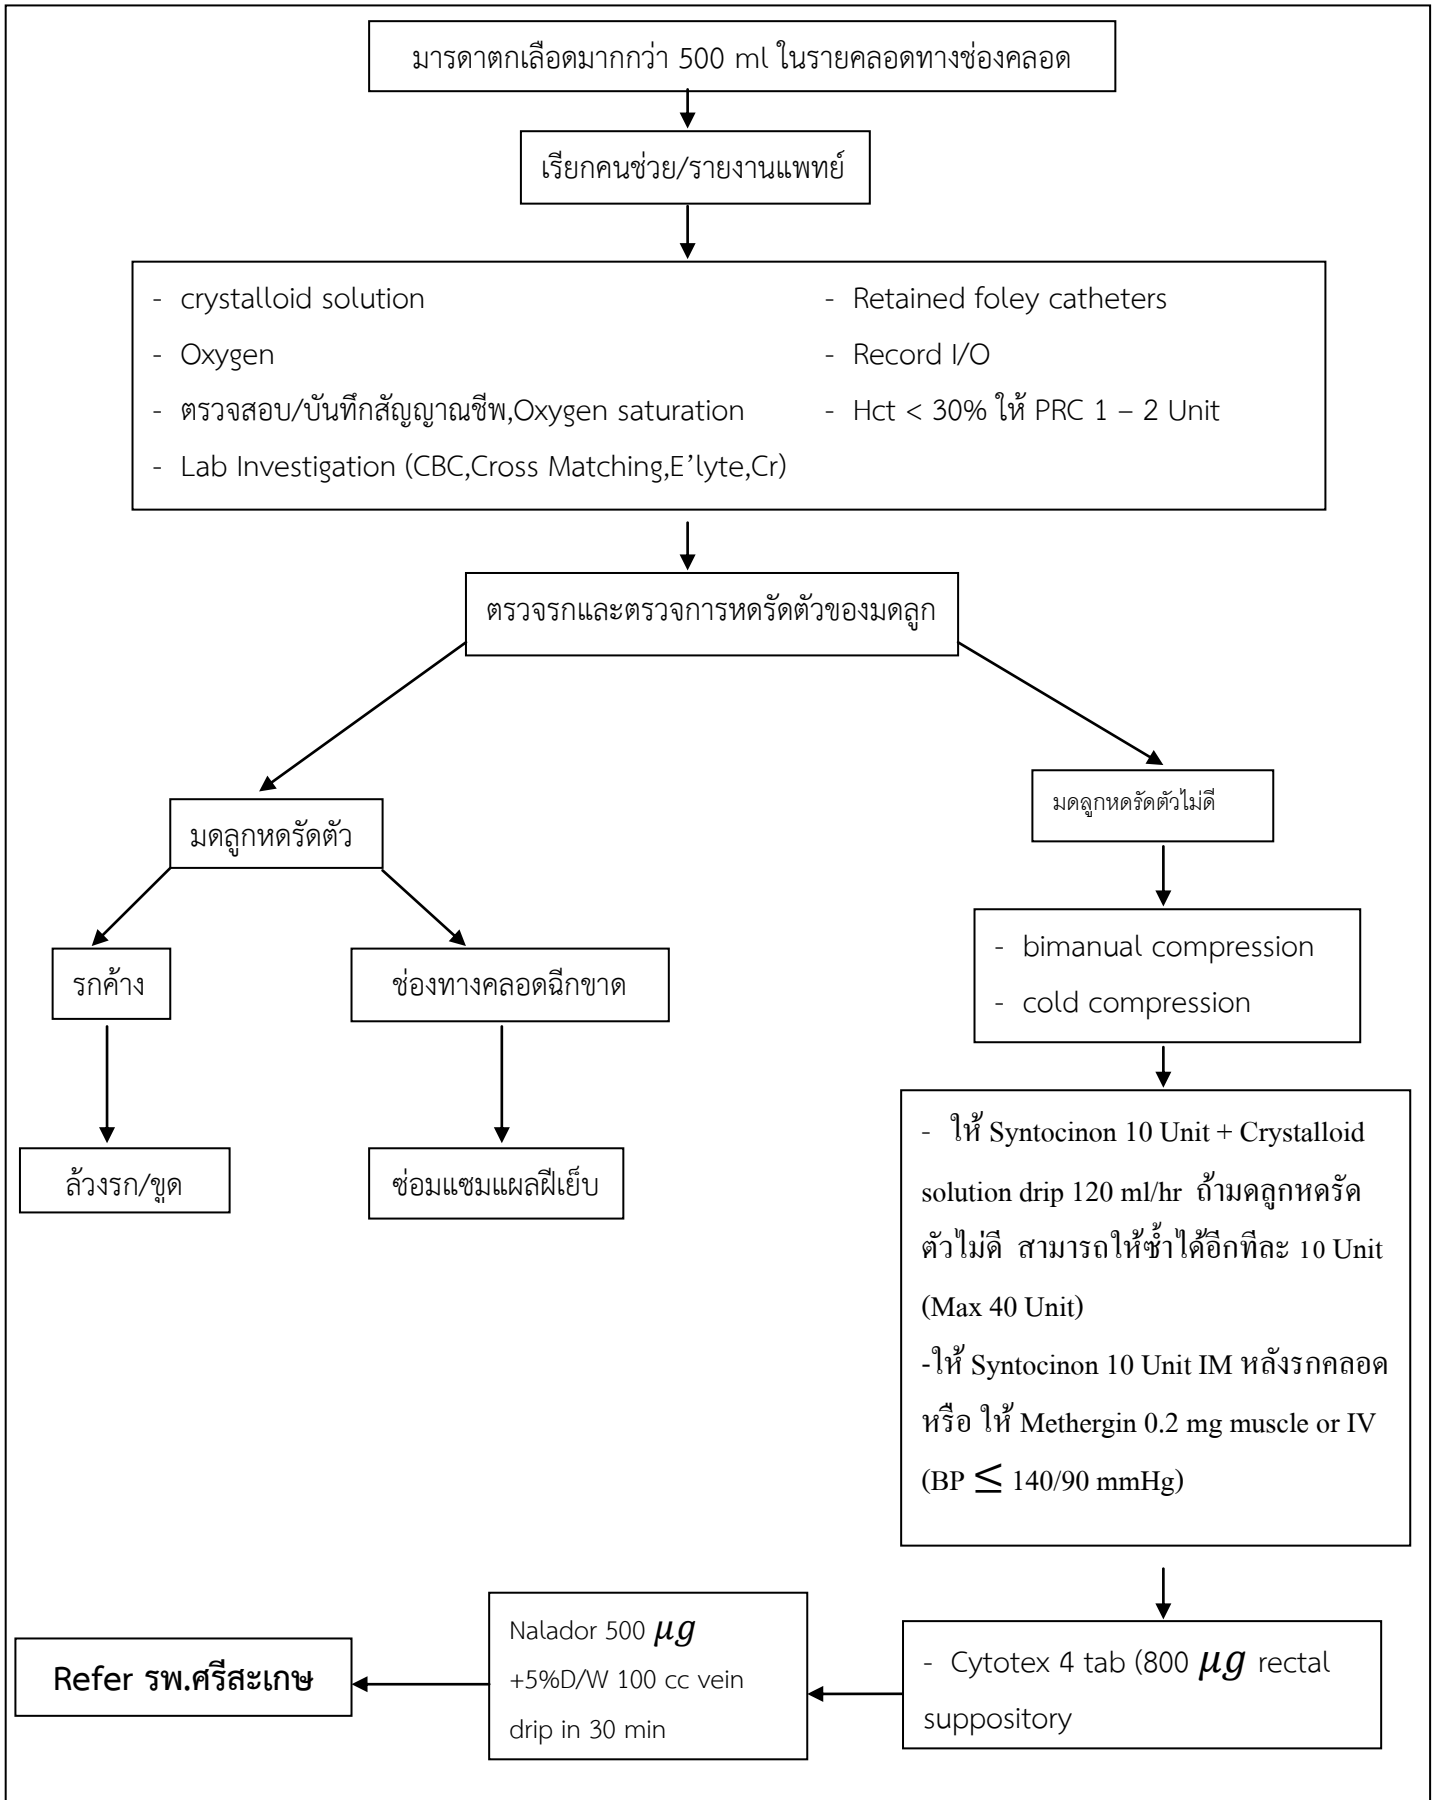 มารดาตกเลือดมากกว่า 500 ml ในรายคลอดทางช่องคลอด
เรียกคนช่วย/รายงานแพทย์
- crystalloid solution
- Oxygen
- ตรวจสอบ/บันทึกสัญญาณชีพ,Oxygen saturation
- Lab Investigation (CBC,Cross Matching,E’lyte,Cr)
- Retained foley catheters
- Record I/O
- Hct < 30% ให้ PRC 1 – 2 Unit
ตรวจรกและตรวจการหดรัดตัวของมดลูก
มดลูกหดรัดตัว
รกค้าง
ล้วงรก/ขูด
ช่องทางคลอดฉีกขาด
ซ่อมแซมแผลฝีเย็บ
มดลูกหดรัดตัวไม่ดี
- bimanual compression
- cold compression
- ให้ Syntocinon 10 Unit + Crystalloid
solution drip 120 ml/hr ถ้ามดลูกหดรัด
ตัวไม่ดี สามารถให้ซ้ำได้อีกทีละ 10 Unit
(Max 40 Unit)
-ให้ Syntocinon 10 Unit IM หลังรกคลอด
หรือ ให้ Methergin 0.2 mg muscle or IV
(BP ≤ 140/90 mmHg)
- Cytotex 4 tab (800 μg rectal
suppository
Nalador 500 μg
+5%D/W 100 cc vein
drip in 30 min
Refer รพ.ศรีสะเกษ